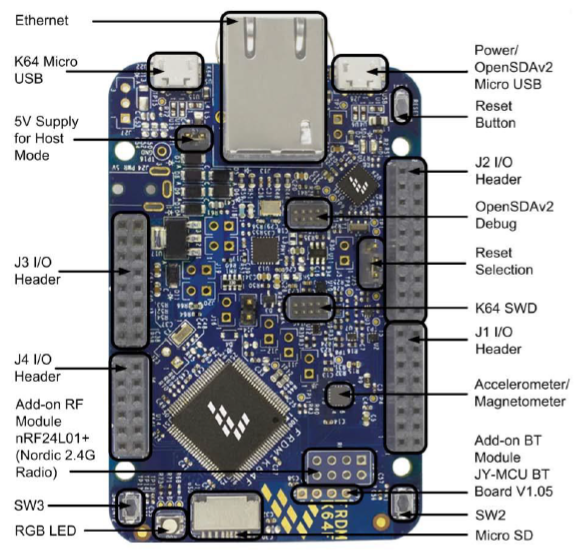 Ethernet
K64 Micro
USB
5V Supply
for Host
Mode
J3 I/O
Header
J4 I/O
Header
Add-on RF
Module
nRF24L01+
(Nordic 2.4G
Radio)
SW3
RGB LED
Power/
OpenSDAv2
Micro USB
Reset
Button
J2 I/O
Header
OpenSDAv2
Debug
Reset
Selection
K64 SWD
J1 I/O
Header
Accelerometer/
Magnetometer
Add-on BT
Module
JY-MCU BT
Board V1.05
SW2
Micro SD